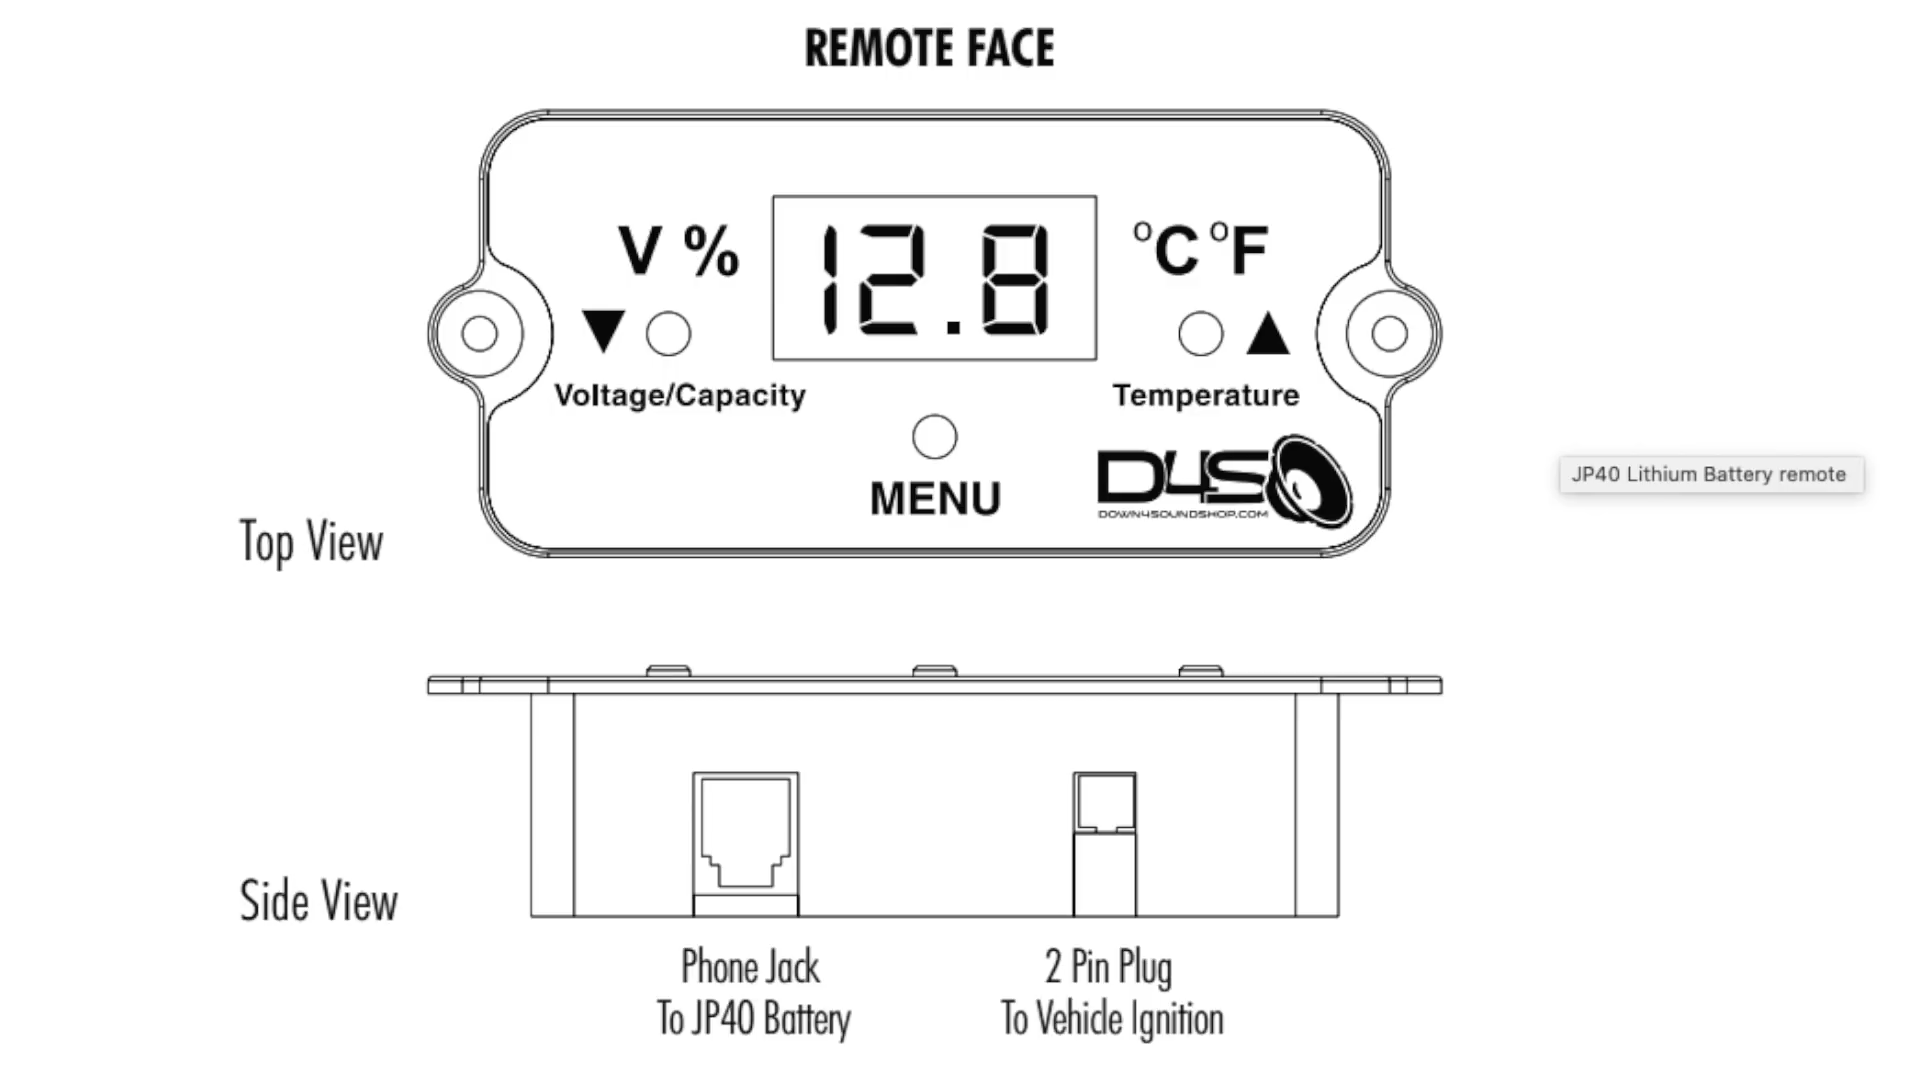 REMOTE FACE
V % 12.8 °C °F
▼ ▲
Voltage/Capacity Temperature
MENU
D4S
DOWN4SOUNDSHOP.COM
JP40 Lithium Battery remote
Top View
Side View
Phone Jack
To JP40 Battery
2 Pin Plug
To Vehicle Ignition